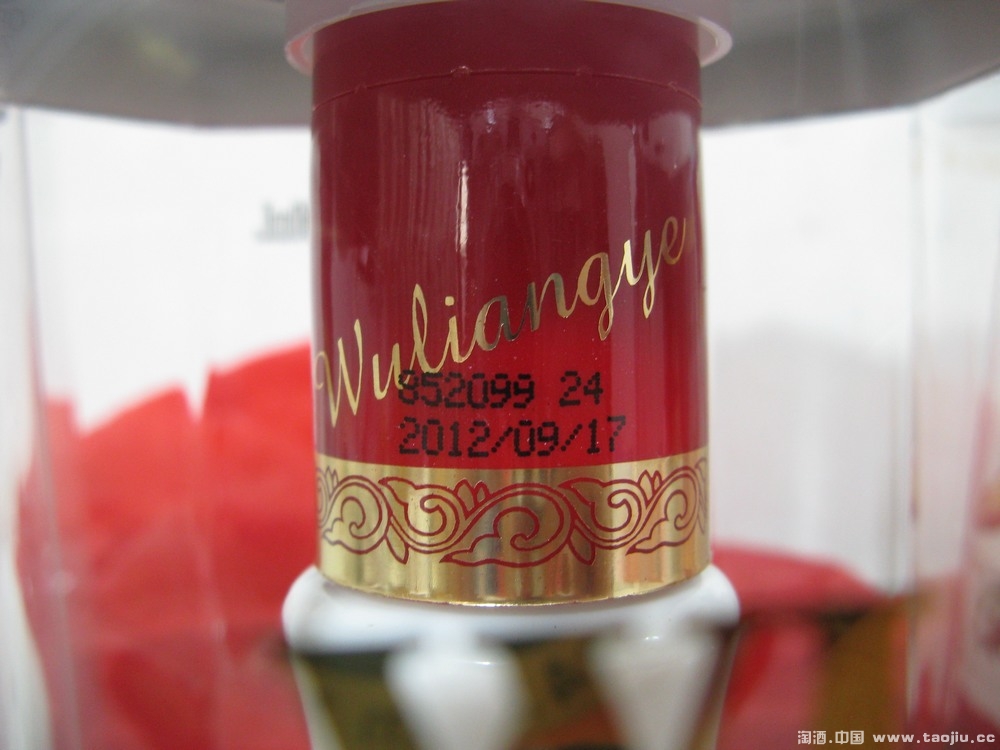 Wuliangye
852099 24
2012/09/17
淘酒.中国 www.taojiu.cc